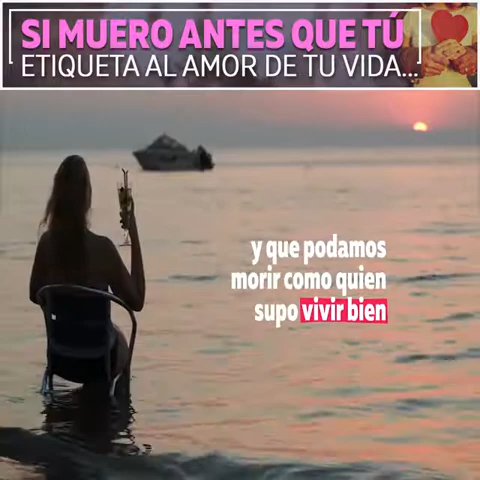 SI MUERO ANTES QUE TÚ
ETIQUETA AL AMOR DE TU VIDA...
y que podamos
morir como quien
supo vivir bien